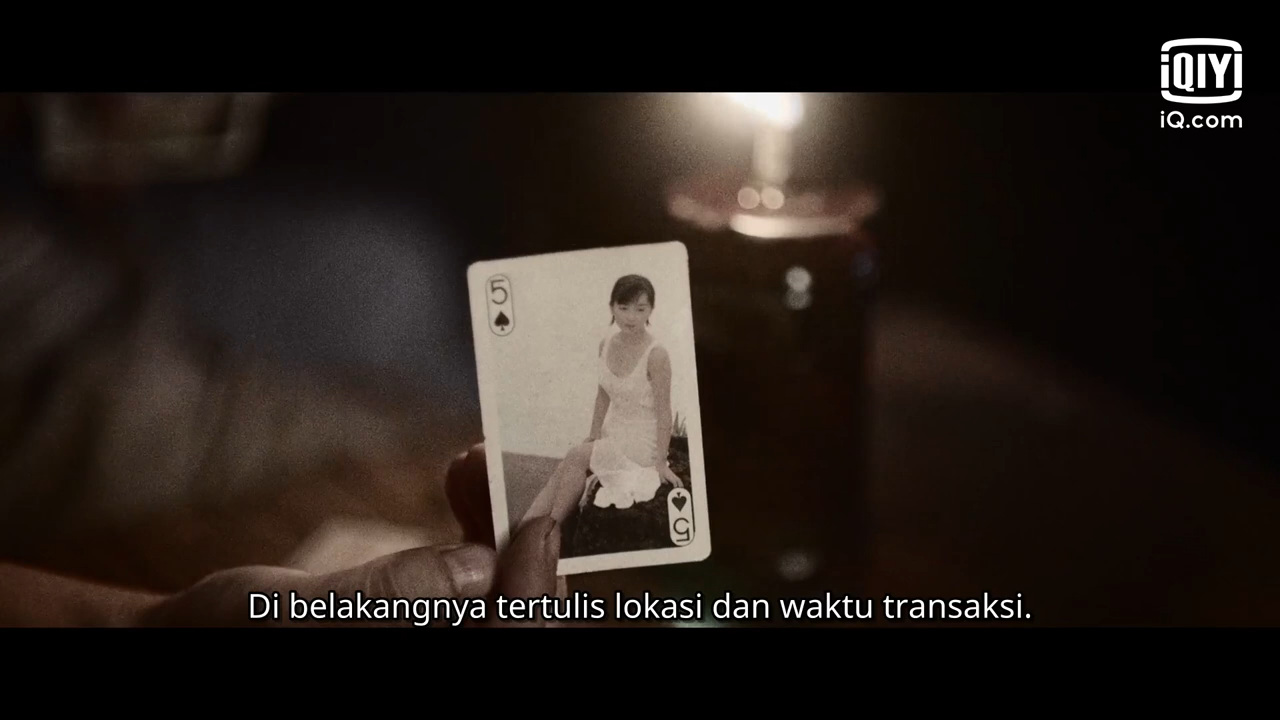 iQIYI
iQ.com
5
5
Di belakangnya tertulis lokasi dan waktu transaksi.